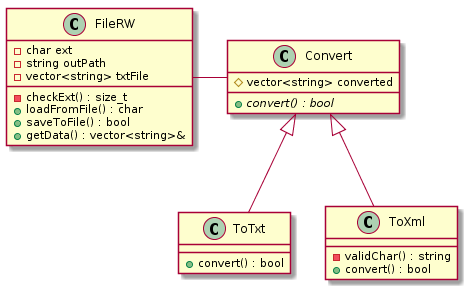 C FileRW
char ext
string outPath
vector<string> txtFile
checkExt() : size_t
loadFromFile() : char
saveToFile() : bool
getData() : vector<string>&
C Convert
vector<string> converted
convert() : bool
C ToTxt
convert() : bool
C ToXml
validChar() : string
convert() : bool